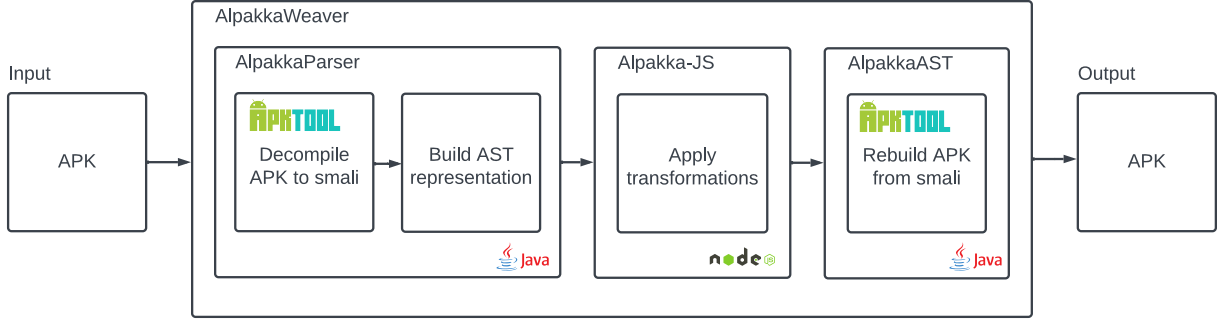 AlpakkaWeaver
Input
AlpakkaParser
Alpakka-JS
AlpakkaAST
Output
APK
APKTOOL
Decompile
APK to smali
Build AST
representation
Apply
transformations
APKTOOL
Rebuild APK
from smali
APK
Java
node
JS
Java